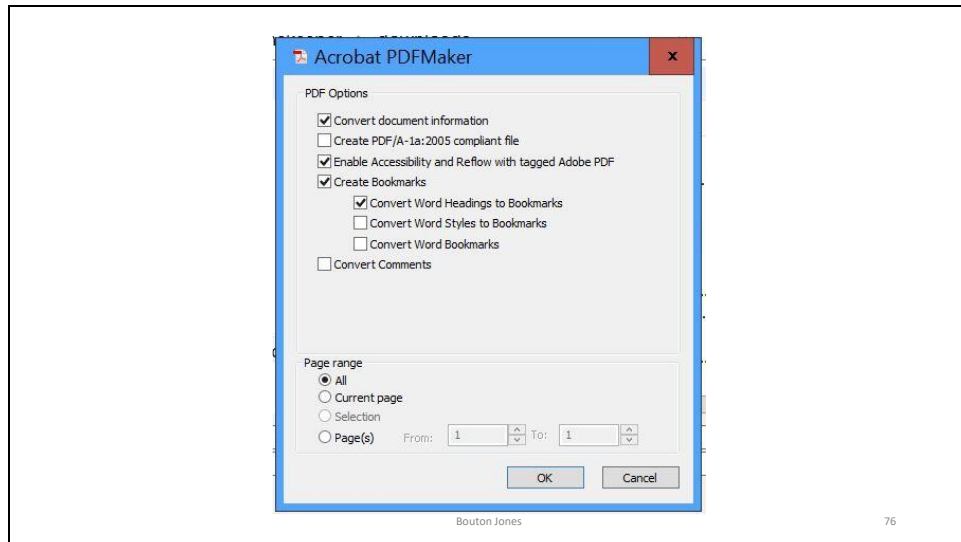 Acrobat PDFMaker
x
PDF Options
Convert document information
Create PDF/A-1a:2005 compliant file
Enable Accessibility and Reflow with tagged Adobe PDF
Create Bookmarks
Convert Word Headings to Bookmarks
Convert Word Styles to Bookmarks
Convert Word Bookmarks
Convert Comments
Page range
All
Current page
Selection
Page(s) From: 1 To: 1
OK Cancel
Bouton Jones 76